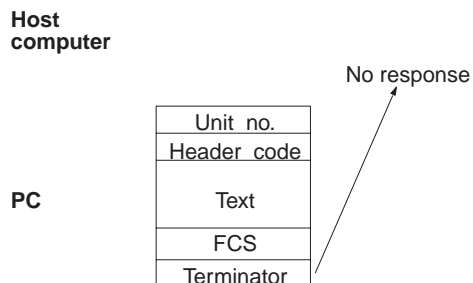 Host
computer
No response
Unit no.
Header code
PC
Text
FCS
Terminator